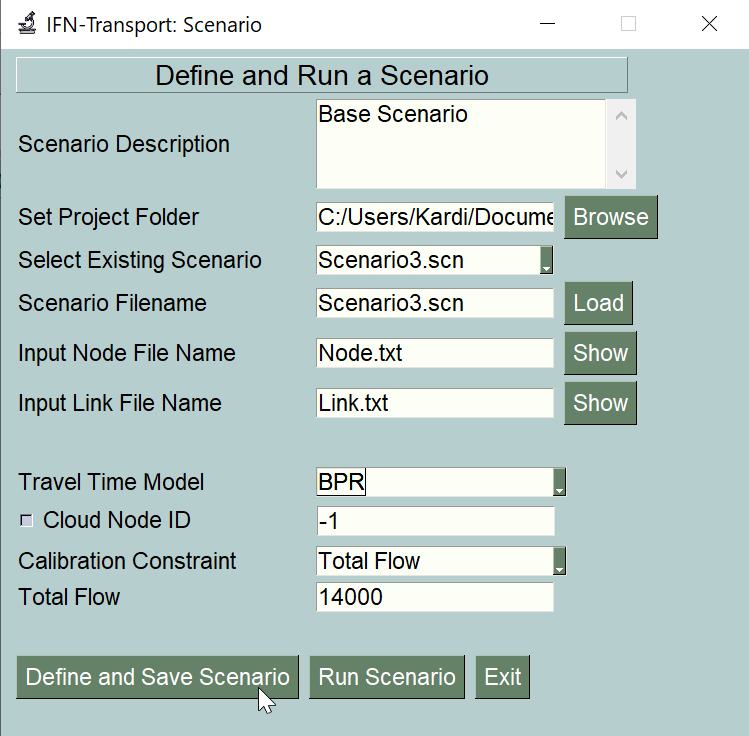 IFN-Transport: Scenario
Define and Run a Scenario
Scenario Description
Base Scenario
Set Project Folder
C:/Users/Kardi/Docume
Browse
Select Existing Scenario
Scenario3.scn
Scenario Filename
Scenario3.scn
Load
Input Node File Name
Node.txt
Show
Input Link File Name
Link.txt
Show
Travel Time Model
BPR
Cloud Node ID
-1
Calibration Constraint
Total Flow
Total Flow
14000
Define and Save Scenario
Run Scenario
Exit